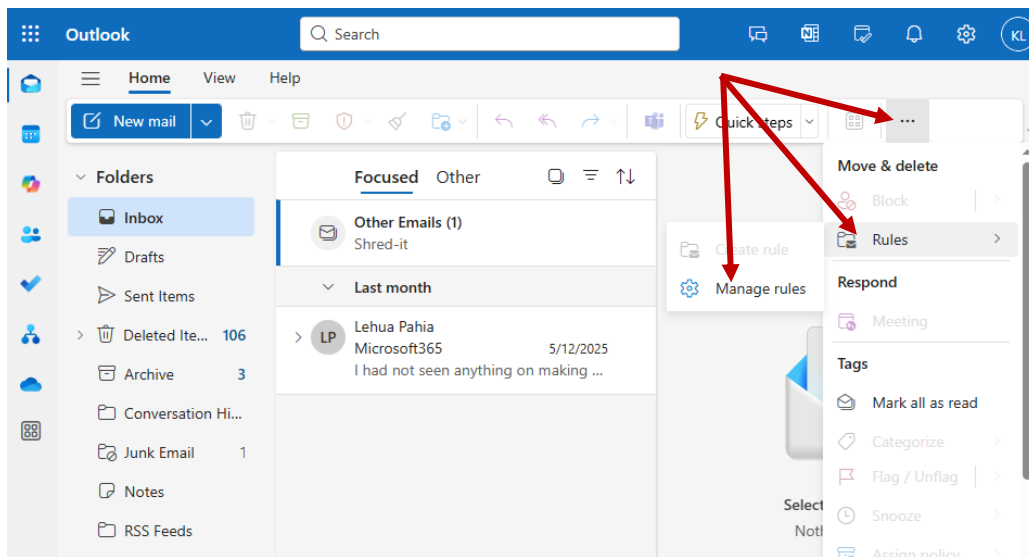 Outlook
Search
KL
Home View Help
New mail
Quick steps
...
Folders
Inbox
Drafts
Sent Items
Deleted Ite... 106
Archive 3
Conversation Hi...
Junk Email 1
Notes
RSS Feeds
Focused Other
Other Emails (1)
Shred-it
Last month
LP
Lehua Pahia
Microsoft365 5/12/2025
I had not seen anything on making ...
Create rule
Manage rules
Select
Move & delete
Block
Rules
Respond
Meeting
Tags
Mark all as read
Categorize
Flag / Unflag
Snooze
Assign policy